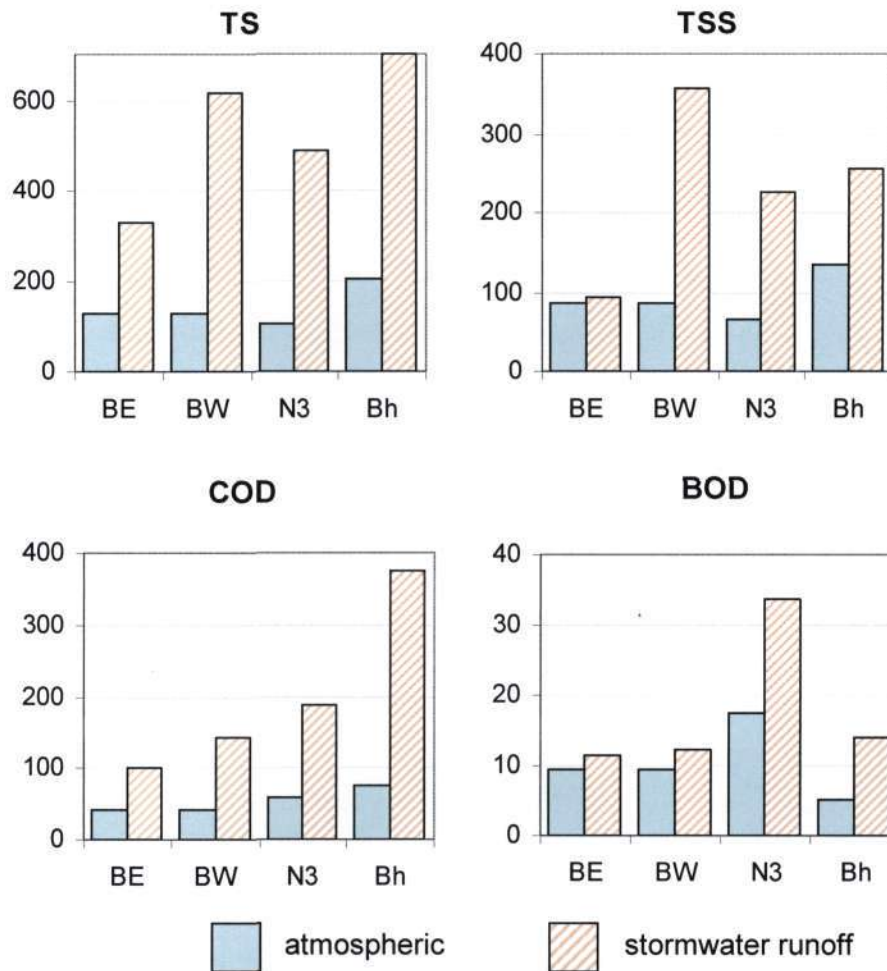 TS
600
400
200
0
BE BW N3 Bh
TSS
400
300
200
100
0
BE BW N3 Bh
COD
400
300
200
100
0
BE BW N3 Bh
BOD
40
30
20
10
0
BE BW N3 Bh
atmospheric
stormwater runoff